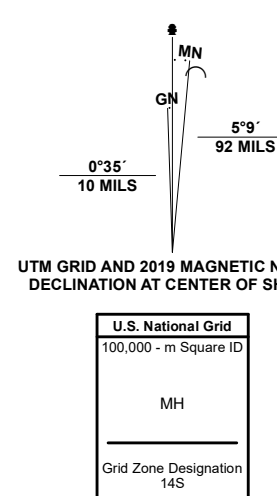 MN
GN
5°9´
92 MILS
0°35´
10 MILS
UTM GRID AND 2019 MAGNETIC N
DECLINATION AT CENTER OF SH
U.S. National Grid
100,000 - m Square ID
MH
Grid Zone Designation
14S